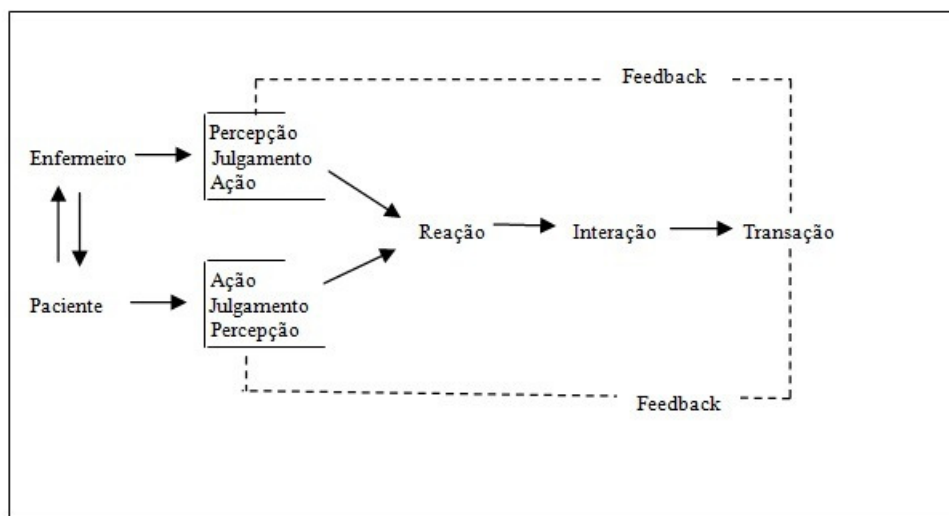 Feedback
Percepção
Enfermeiro
Julgamento
Ação
Reação
Interação
Transação
Ação
Paciente
Julgamento
Percepção
Feedback